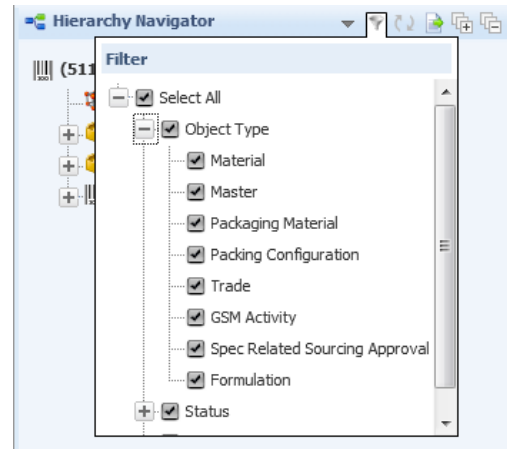 Hierarchy Navigator
(511
Filter
Select All
Object Type
Material
Master
Packaging Material
Packing Configuration
Trade
GSM Activity
Spec Related Sourcing Approval
Formulation
Status